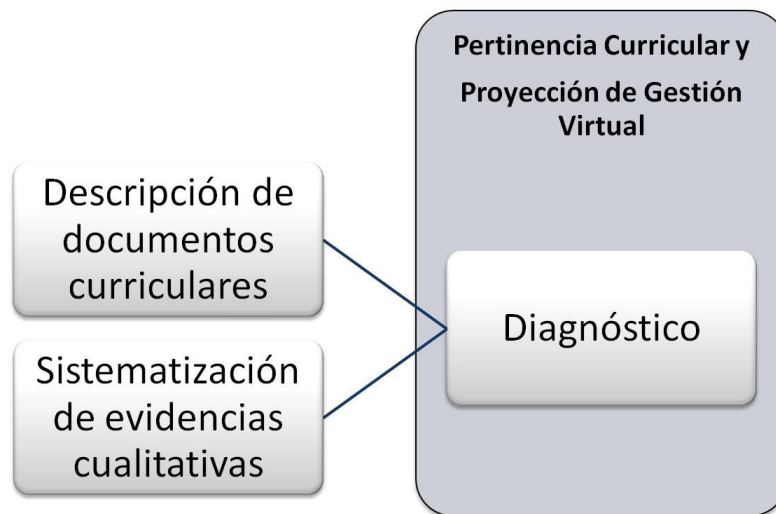 Pertinencia Curricular y
Proyección de Gestión
Virtual
Descripción de
documentos
curriculares
Diagnóstico
Sistematización
de evidencias
cualitativas